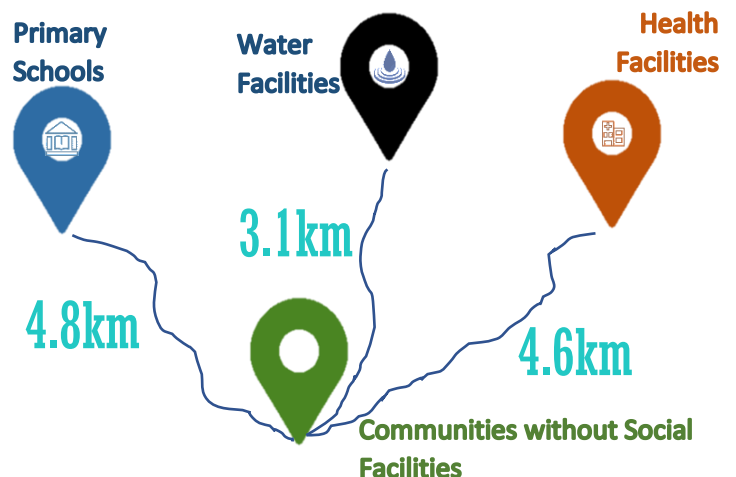 Primary
Schools
Water
Facilities
Health
Facilities
3.1km
4.8km
4.6km
Communities without Social
Facilities